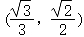 (√3/3, √2/2)